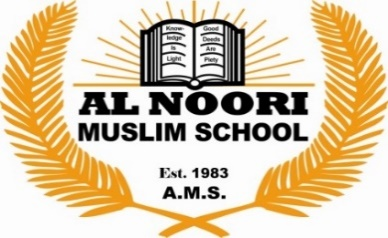 Know-
ledge
is
Light
Good
Deeds
Are
Piety
AL NOORI
MUSLIM SCHOOL
Est. 1983
A.M.S.